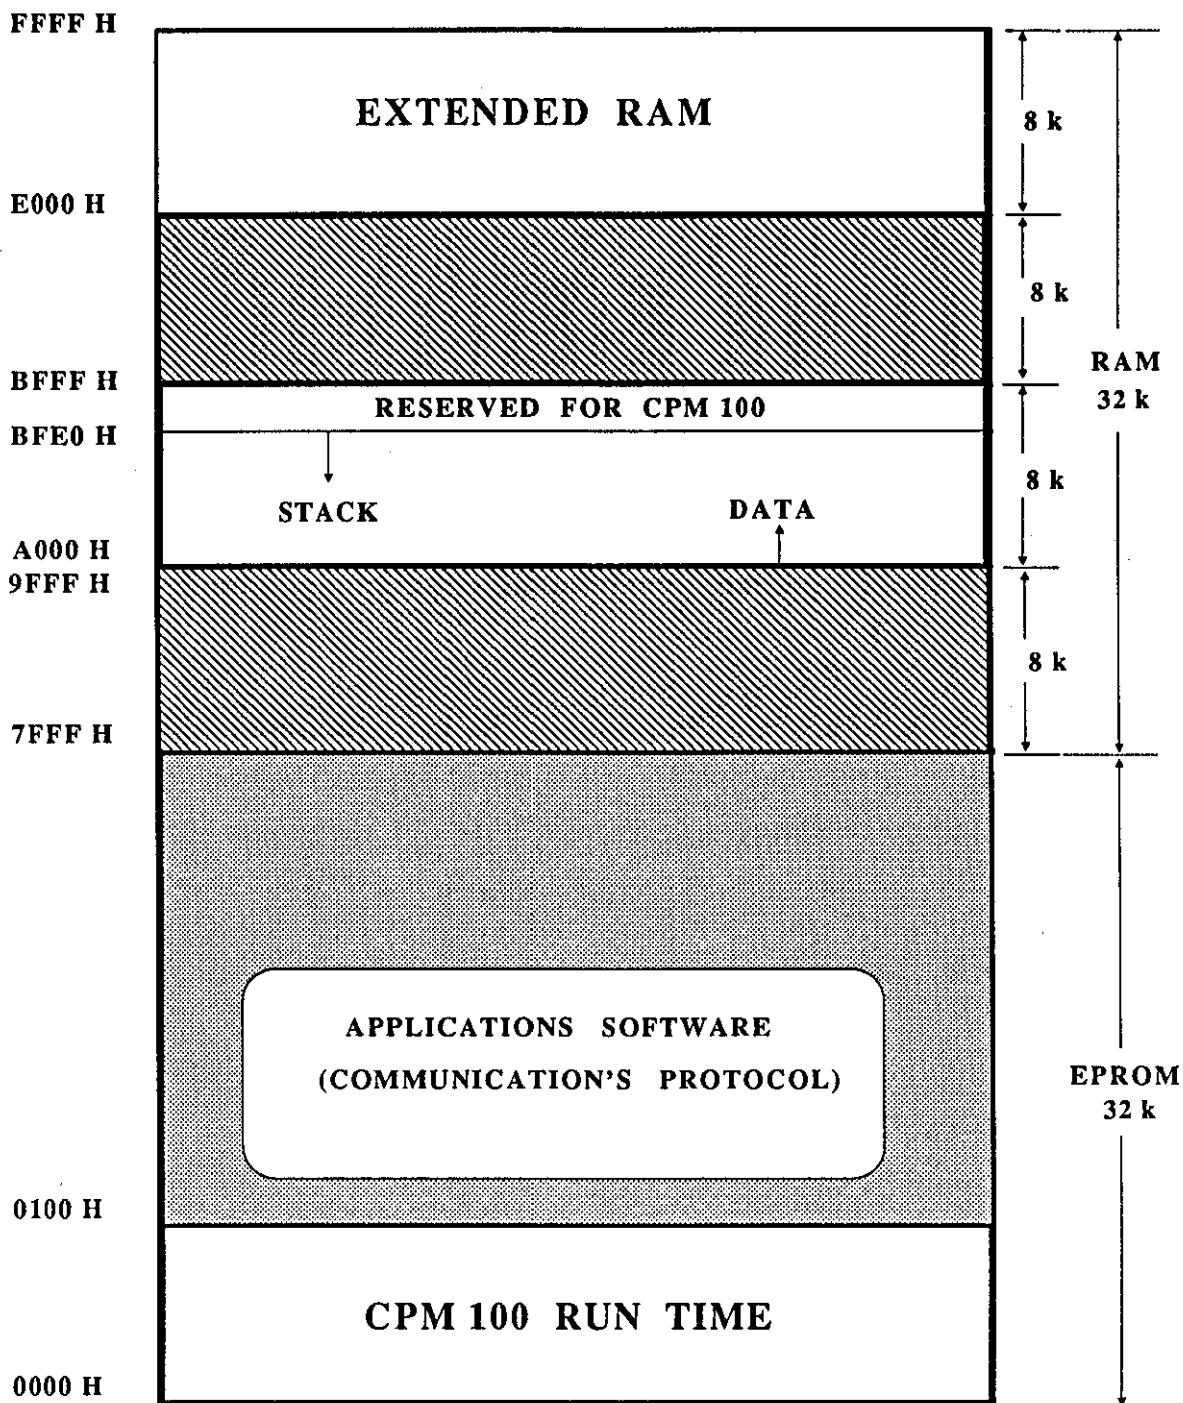 FFFF H
EXTENDED RAM
8 k
E000 H
8 k
RAM
32 k
BFFF H
RESERVED FOR CPM 100
BFE0 H
8 k
STACK
DATA
A000 H
9FFF H
8 k
7FFF H
APPLICATIONS SOFTWARE
(COMMUNICATION'S PROTOCOL)
EPROM
32 k
0100 H
CPM 100 RUN TIME
0000 H